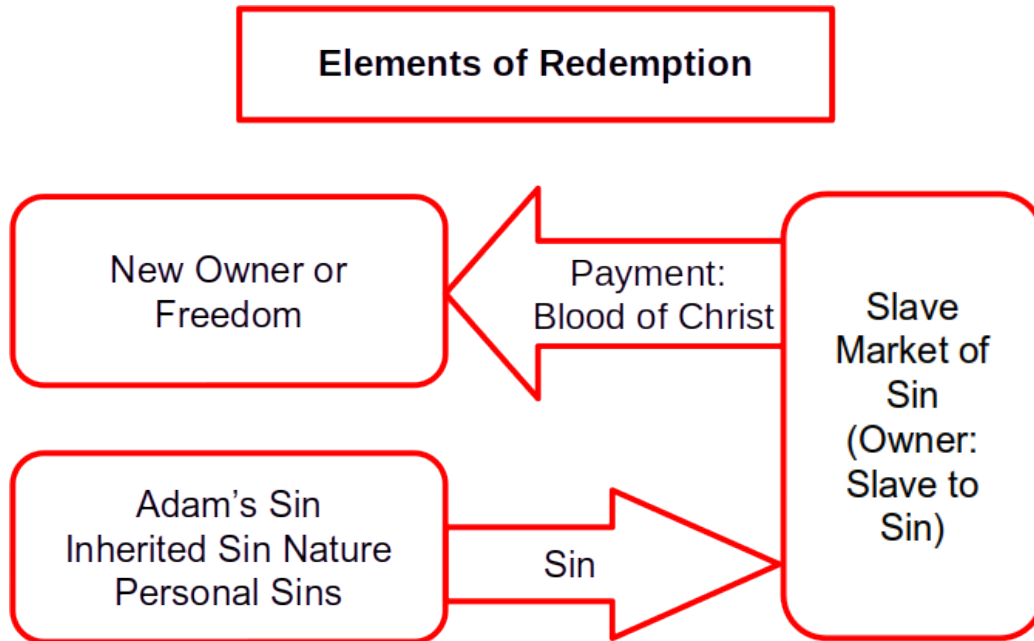 Elements of Redemption
New Owner or
Freedom
Payment:
Blood of Christ
Slave
Market of
Sin
(Owner:
Slave to
Sin)
Adam’s Sin
Inherited Sin Nature
Personal Sins
Sin